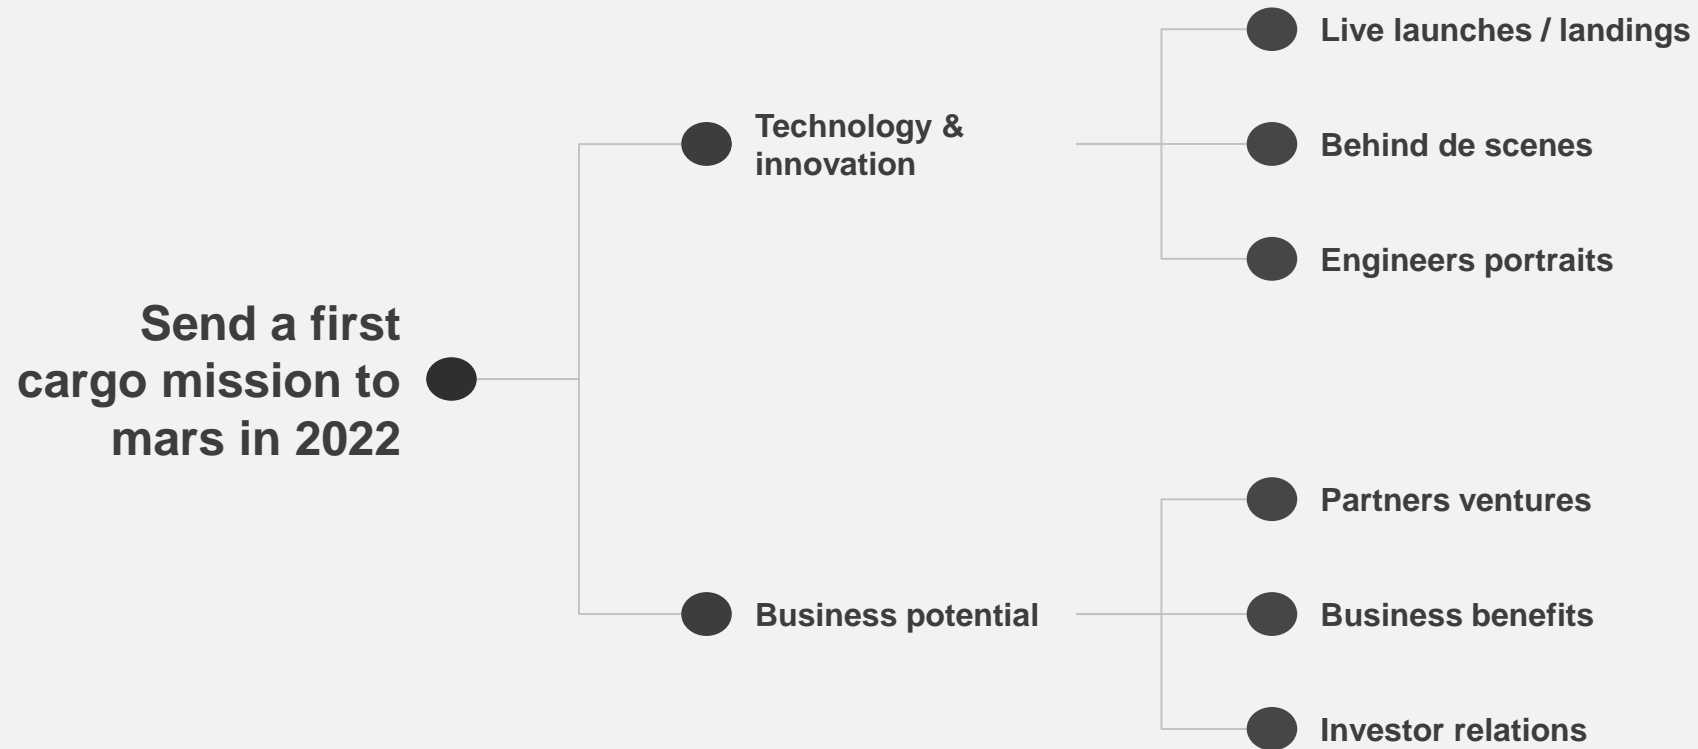 Send a first
cargo mission to
mars in 2022
Technology &
innovation
Live launches / landings
Behind de scenes
Engineers portraits
Business potential
Partners ventures
Business benefits
Investor relations